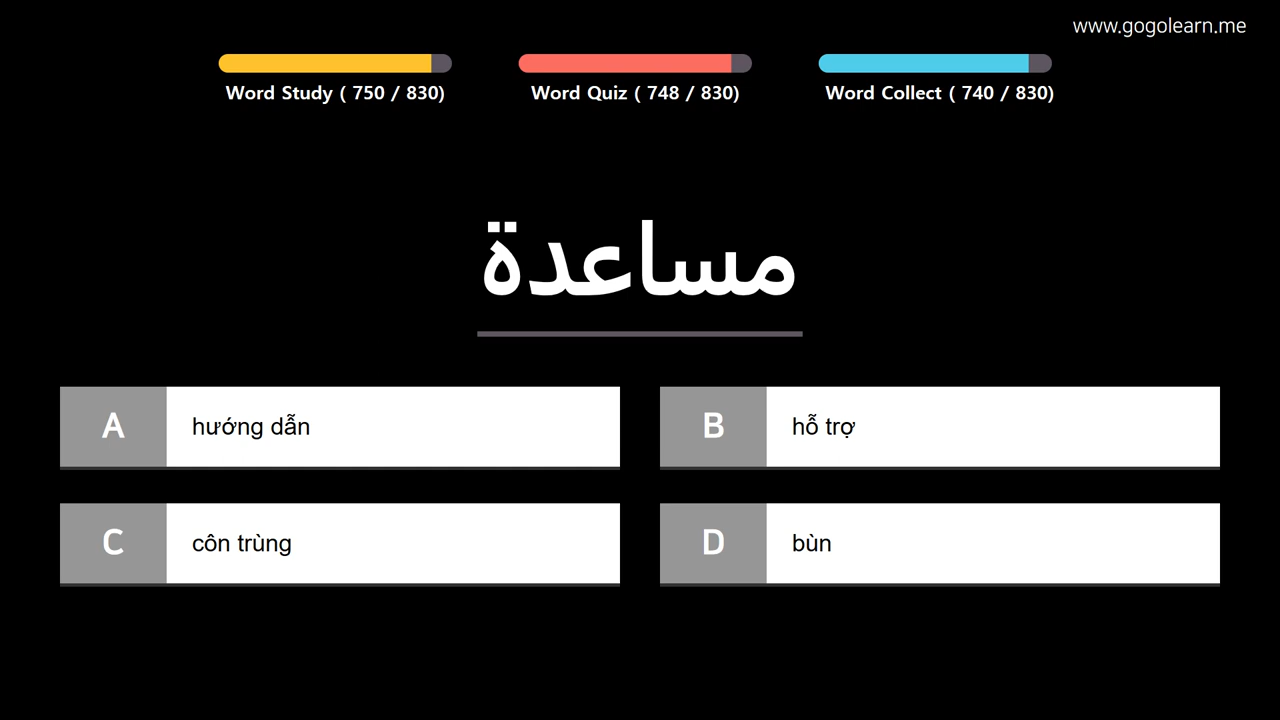 www.gogolearn.me
Word Study ( 750 / 830)
Word Quiz ( 748 / 830)
Word Collect ( 740 / 830)
مساعدة
A
hướng dẫn
B
hỗ trợ
C
côn trùng
D
bùn